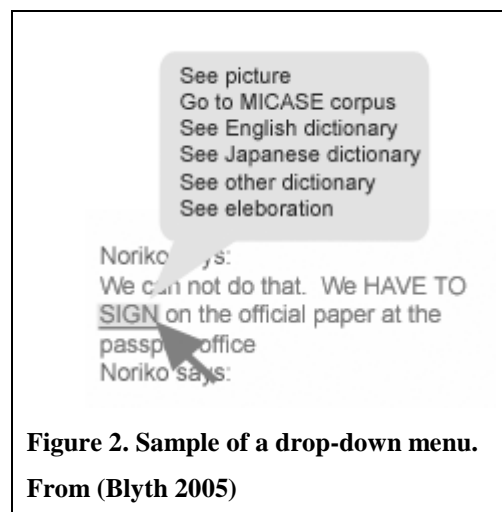 See picture
Go to MICASE corpus
See English dictionary
See Japanese dictionary
See other dictionary
See eleboration
Noriko says:
We can not do that. We HAVE TO
SIGN on the official paper at the
passport office
Noriko says:
Figure 2. Sample of a drop-down menu.
From (Blyth 2005)